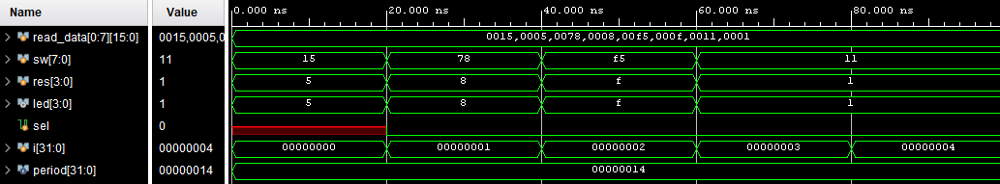 Name Value 0.000 ns 20.000 ns 40.000 ns 60.000 ns 80.000 ns
read_data[0:7][15:0] 0015,0005,0 0015,0005,0078,0008,00f5,000f,0011,0001
sw[7:0] 11 15 78 f5 11
res[3:0] 1 5 8 f 1
led[3:0] 1 5 8 f 1
sel 0
i[31:0] 00000004 00000000 00000001 00000002 00000003 00000004
period[31:0] 00000014 00000014